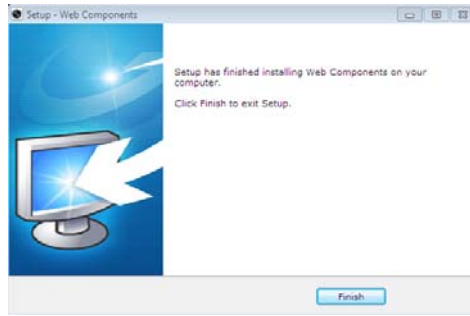 Setup - Web Components
Setup has finished installing Web Components on your
computer.
Click Finish to exit Setup.
Finish